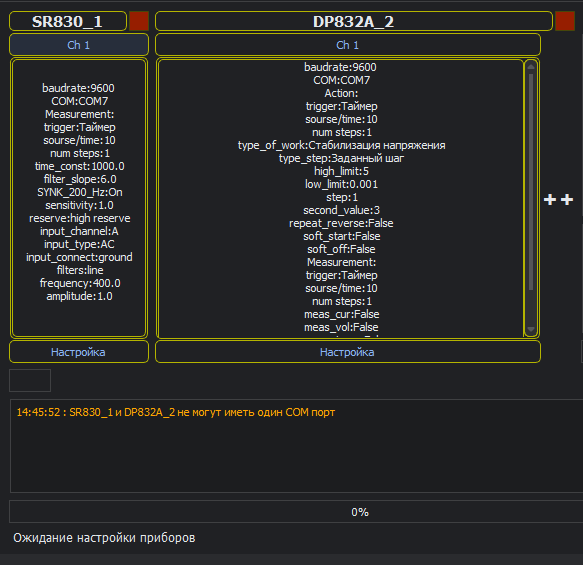 SR830_1
Ch 1
baudrate:9600
COM:COM7
Measurement:
trigger:Таймер
sourse/time:10
num steps:1
time_const:1000.0
filter_slope:6.0
SYNK_200_Hz:On
sensitivity:1.0
reserve:high reserve
input_channel:A
input_type:AC
input_connect:ground
filters:line
frequency:400.0
amplitude:1.0
Настройка
DP832A_2
Ch 1
baudrate:9600
COM:COM7
Action:
trigger:Таймер
sourse/time:10
num steps:1
type_of_work:Стабилизация напряжения
type_step:Заданный шаг
high_limit:5
low_limit:0.001
step:1
second_value:3
repeat_reverse:False
soft_start:False
soft_off:False
Measurement:
trigger:Таймер
sourse/time:10
num steps:1
meas_cur:False
meas_vol:False
Настройка
++
14:45:52 : SR830_1 и DP832A_2 не могут иметь один COM порт
0%
Ожидание настройки приборов